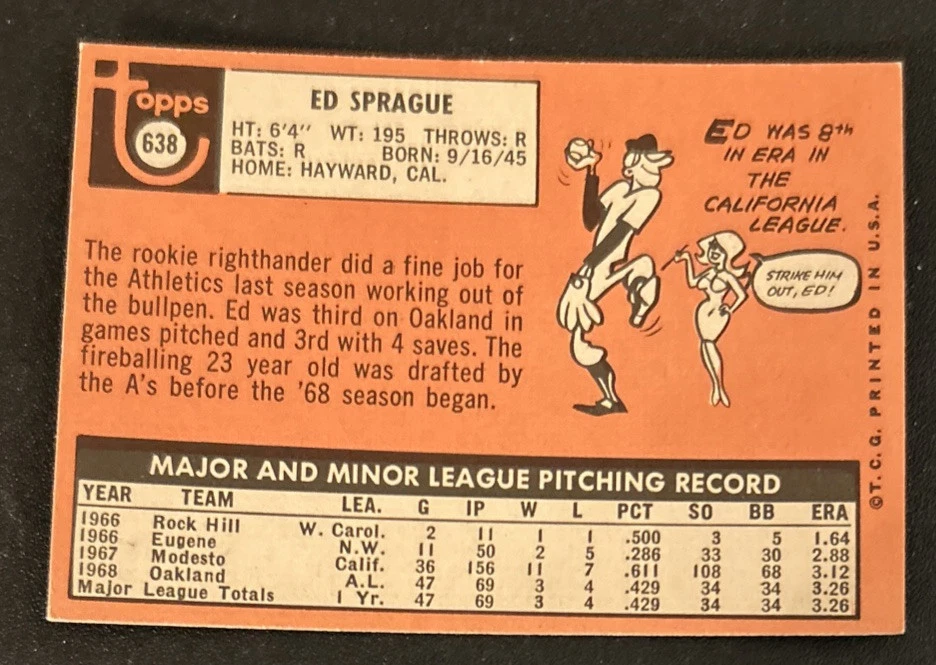 Topps
638
ED SPRAGUE
HT: 6'4" WT: 195 THROWS: R
BATS: R BORN: 9/16/45
HOME: HAYWARD, CAL.
The rookie righthander did a fine job for
the Athletics last season working out of
the bullpen. Ed was third on Oakland in
games pitched and 3rd with 4 saves. The
fireballing 23 year old was drafted by
the A's before the '68 season began.
ED WAS 8th
IN ERA IN
THE
CALIFORNIA
LEAGUE.
STRIKE HIM
OUT, ED!
©T.C.G. PRINTED IN U.S.A.
MAJOR AND MINOR LEAGUE PITCHING RECORD
YEAR TEAM LEA. G IP W L PCT SO BB ERA
1966 Rock Hill W. Carol. 2 11 1 1 .500 3 5 1.64
1966 Eugene N.W. 11 50 2 5 .286 33 30 2.88
1967 Modesto Calif. 36 156 11 7 .611 108 68 3.12
1968 Oakland A.L. 47 69 3 4 .429 34 34 3.26
Major League Totals 1 Yr. 47 69 3 4 .429 34 34 3.26